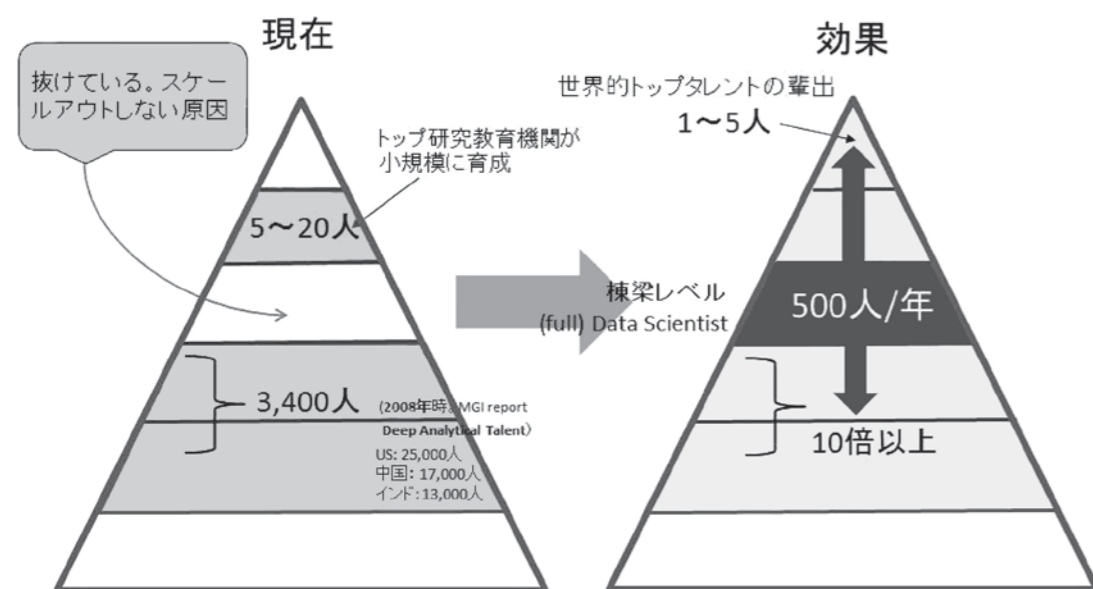 現在
抜けている。スケー
ルアウトしない原因
トップ研究教育機関が
小規模に育成
5～20人
3,400人
(2008年時。MGI report
Deep Analytical Talent）
US: 25,000人
中国： 17,000人
インド：13,000人
効果
世界的トップタレントの輩出
1～5人
棟梁レベル
(full) Data Scientist
500人/年
10倍以上